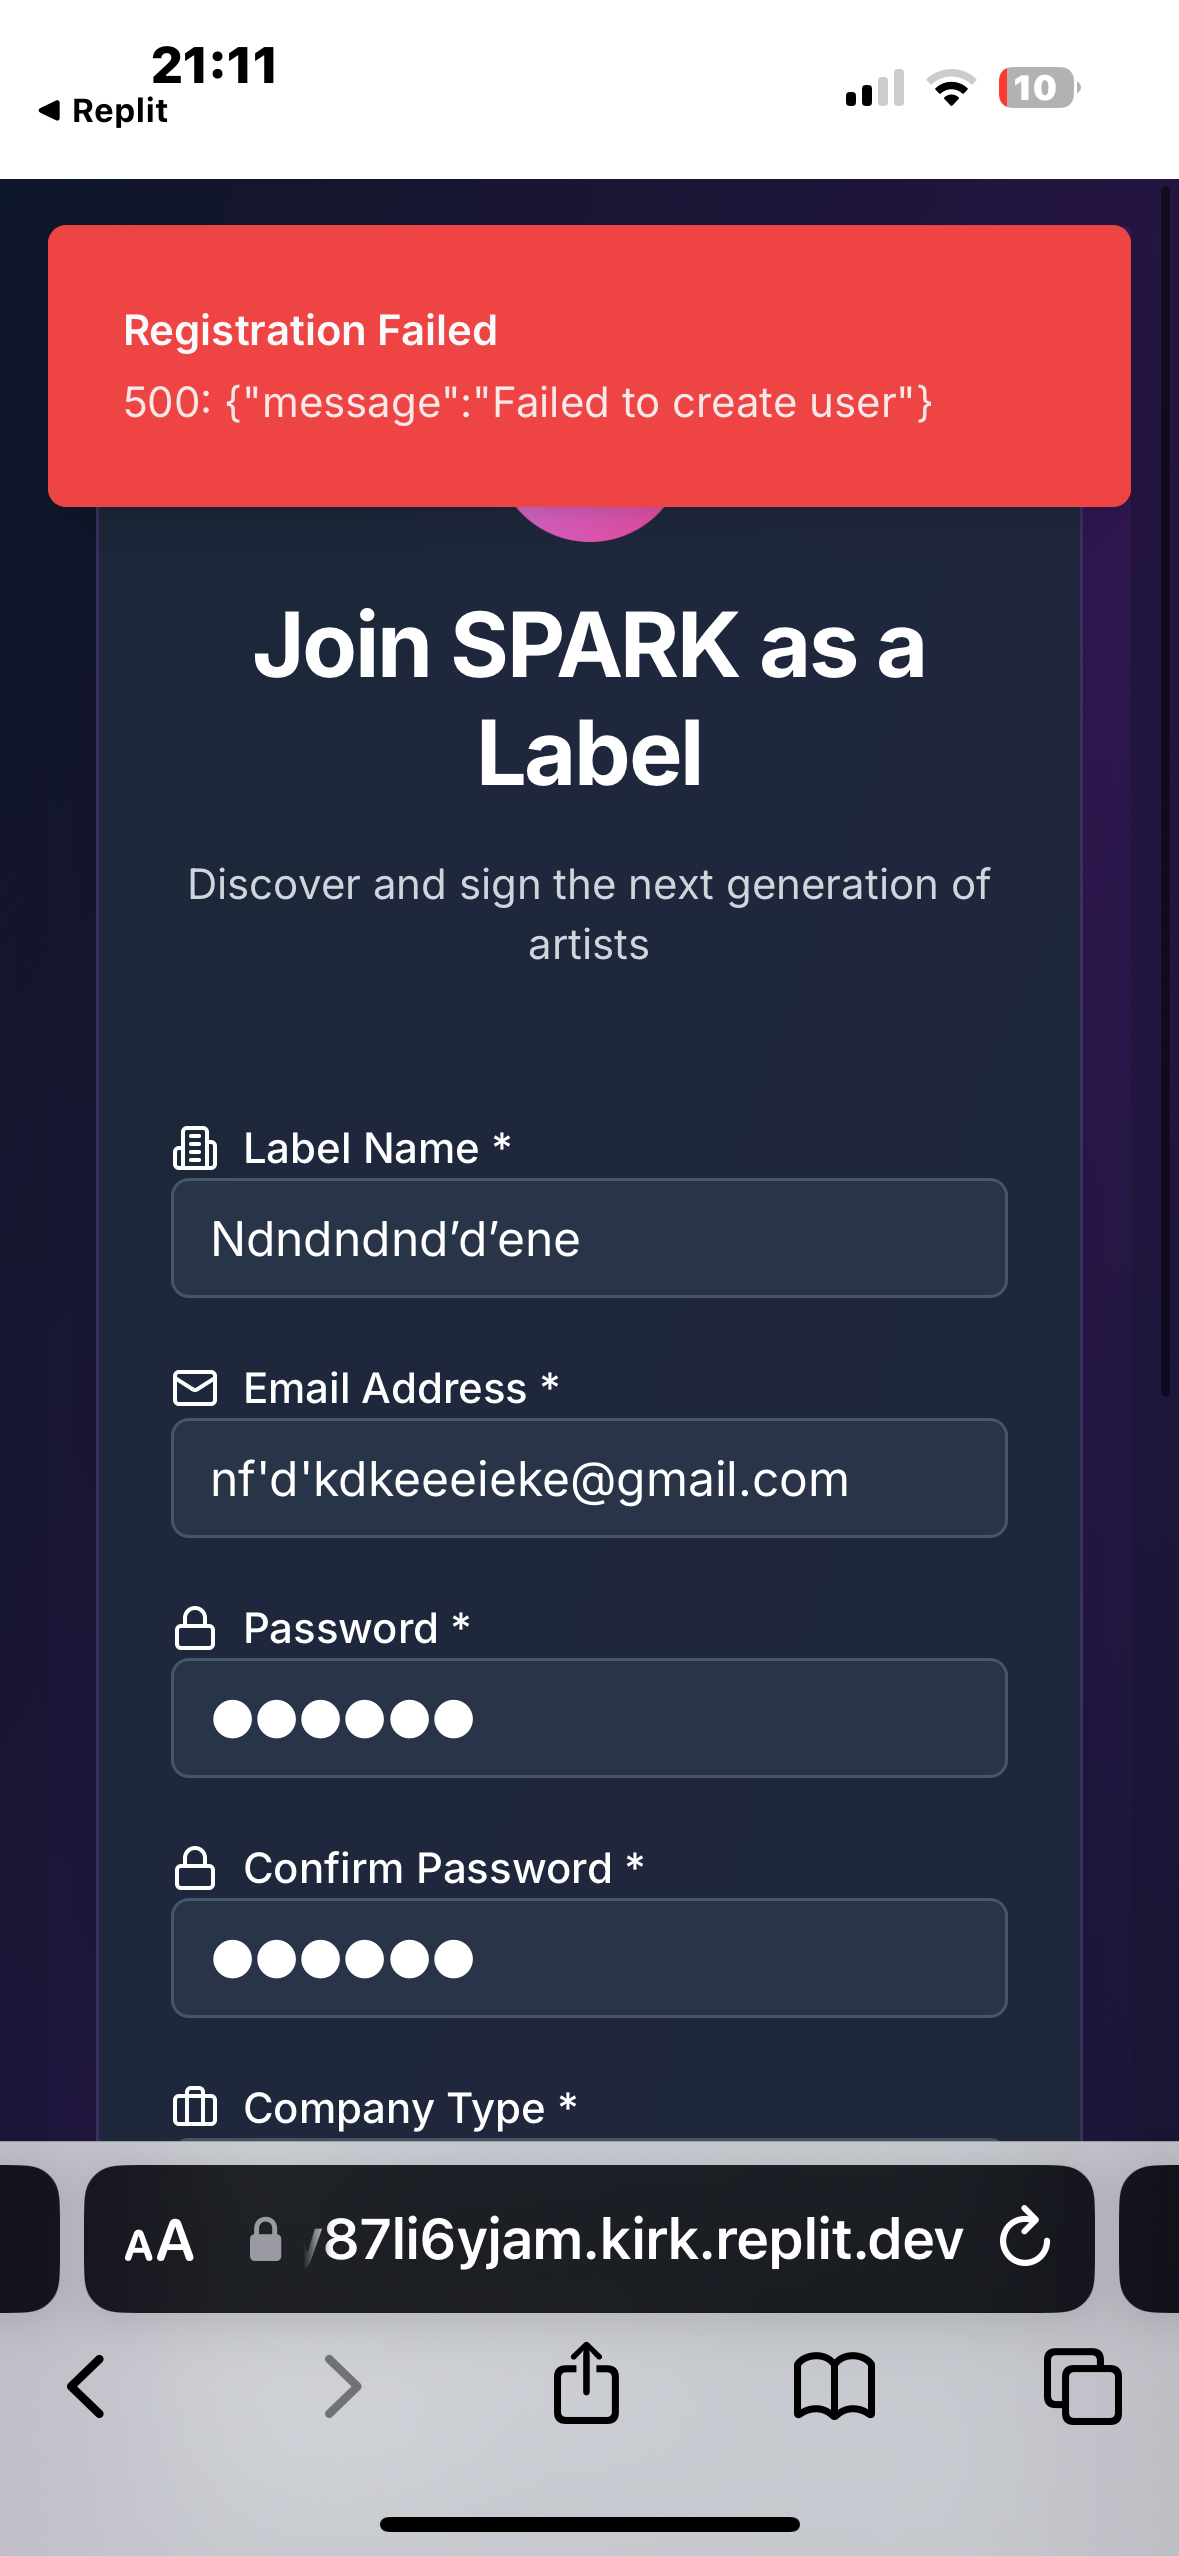 21:11
◀ Replit
10
Registration Failed
500: {"message":"Failed to create user"}
Join SPARK as a
Label
Discover and sign the next generation of
artists
Label Name *
Ndndndnd’d’ene
Email Address *
nf'd'kdkeeeieke@gmail.com
Password *
●●●●●●
Confirm Password *
●●●●●●
Company Type *
AA
87li6yjam.kirk.replit.dev